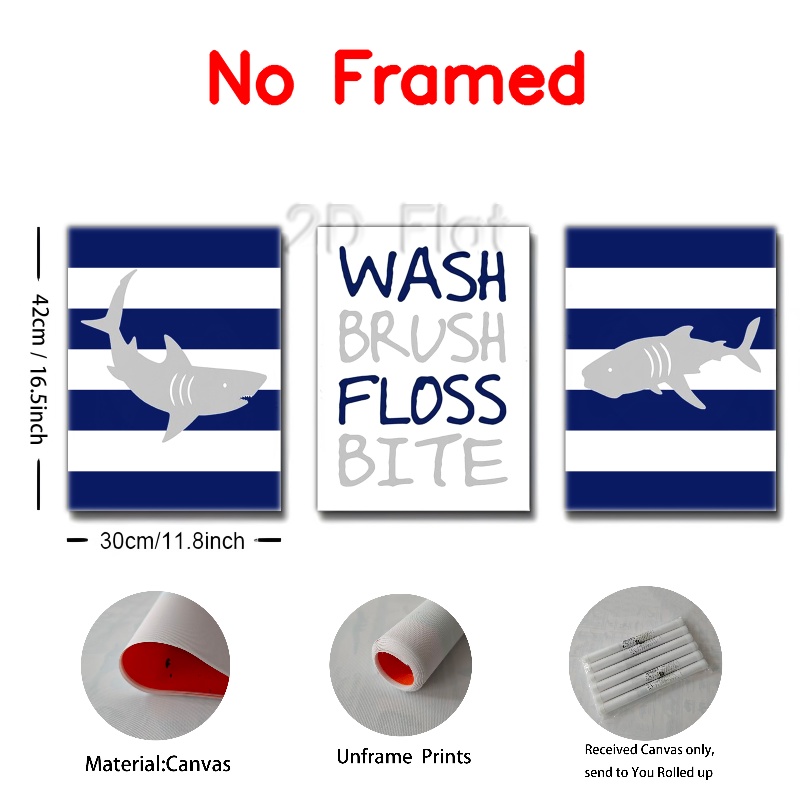 No Framed
2D Flat
42cm / 16.5inch
WASH
BRUSH
FLOSS
BITE
30cm/11.8inch
Material:Canvas
Unframe Prints
Received Canvas only,
send to You Rolled up